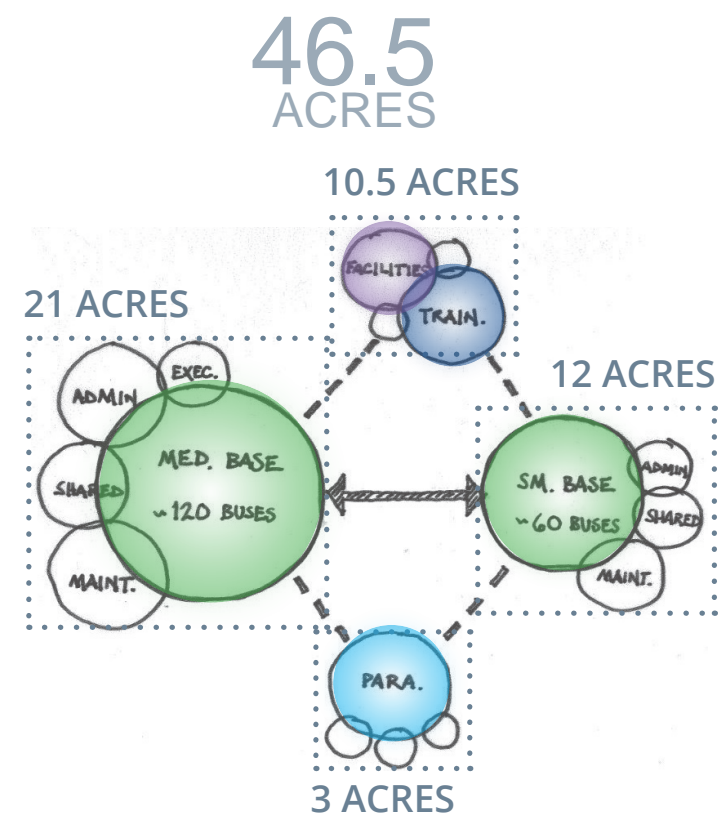 46.5
ACRES
10.5 ACRES
FACILITIES
TRAIN.
21 ACRES
EXEC.
ADMIN
MED. BASE
~120 BUSES
SHARED
MAINT.
12 ACRES
ADMIN
SM. BASE
~60 BUSES
SHARED
MAINT.
PARA.
3 ACRES